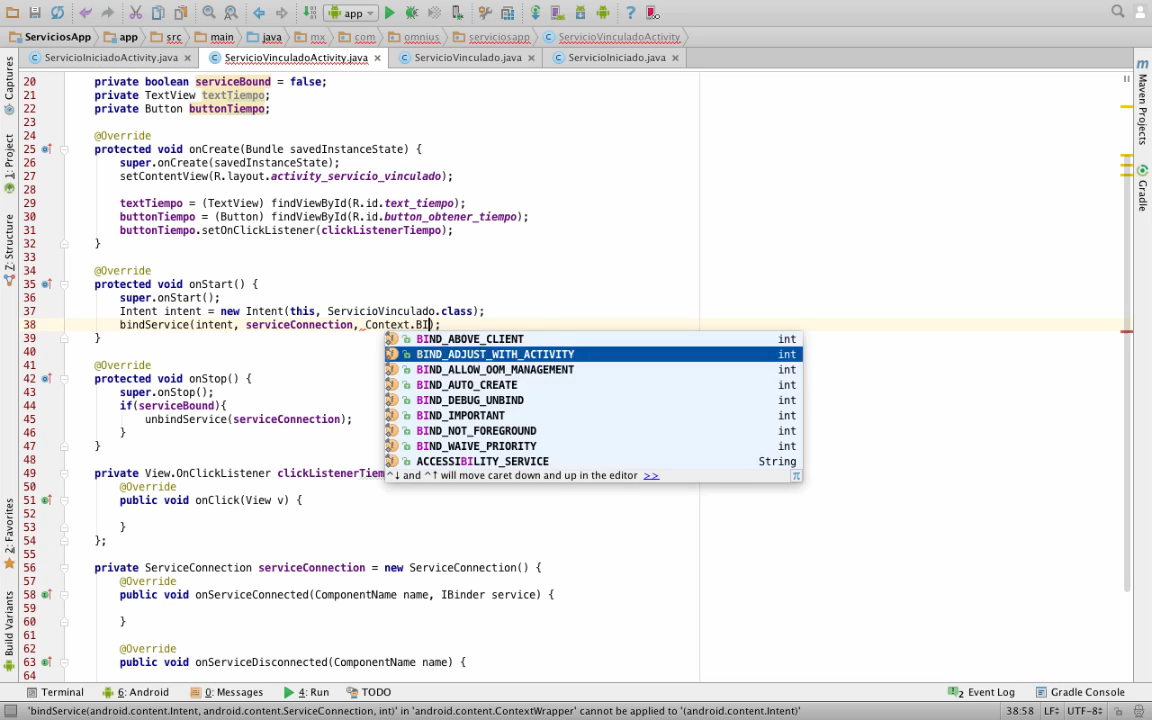 app
ServiciosApp app src main java mx com omnius serviciosapp ServicioVinculadoActivity
ServicioIniciadoActivity.java ServicioVinculadoActivity.java ServicioVinculado.java ServicioIniciado.java
Captures
1: Project
7: Structure
2: Favorites
Build Variants
Maven Projects
Gradle
20 private boolean serviceBound = false;
21 private TextView textTiempo;
22 private Button buttonTiempo;
23
24 @Override
25 protected void onCreate(Bundle savedInstanceState) {
26 super.onCreate(savedInstanceState);
27 setContentView(R.layout.activity_servicio_vinculado);
28
29 textTiempo = (TextView) findViewById(R.id.text_tiempo);
30 buttonTiempo = (Button) findViewById(R.id.button_obtener_tiempo);
31 buttonTiempo.setOnClickListener(clickListenerTiempo);
32 }
33
34 @Override
35 protected void onStart() {
36 super.onStart();
37 Intent intent = new Intent(this, ServicioVinculado.class);
38 bindService(intent, serviceConnection, Context.BI);
39 }
40
41 @Override
42 protected void onStop() {
43 super.onStop();
44 if(serviceBound){
45 unbindService(serviceConnection);
46 }
47 }
48
49 private View.OnClickListener clickListenerTiem
50 @Override
51 public void onClick(View v) {
52
53 }
54 };
55
56 private ServiceConnection serviceConnection = new ServiceConnection() {
57 @Override
58 public void onServiceConnected(ComponentName name, IBinder service) {
59
60 }
61
62 @Override
63 public void onServiceDisconnected(ComponentName name) {
64
BIND_ABOVE_CLIENT int
BIND_ADJUST_WITH_ACTIVITY int
BIND_ALLOW_OOM_MANAGEMENT int
BIND_AUTO_CREATE int
BIND_DEBUG_UNBIND int
BIND_IMPORTANT int
BIND_NOT_FOREGROUND int
BIND_WAIVE_PRIORITY int
ACCESSIBILITY_SERVICE String
^↓ and ^↑ will move caret down and up in the editor >> π
Terminal 6: Android 0: Messages 4: Run TODO 2 Event Log Gradle Console
'bindService(android.content.Intent, android.content.ServiceConnection, int)' in 'android.content.ContextWrapper' cannot be applied to '(android.content.Intent)' 38:58 LF÷ UTF-8÷